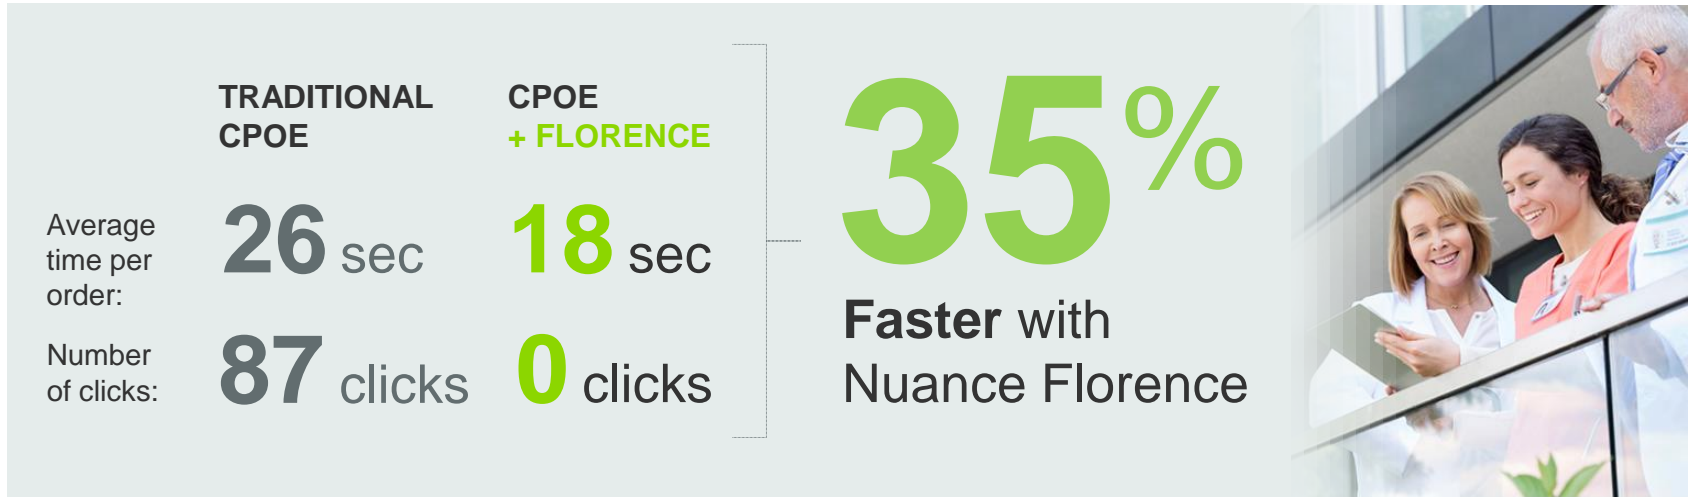 TRADITIONAL
CPOE
CPOE
+ FLORENCE
Average
time per
order:
26 sec
18 sec
Number
of clicks:
87 clicks
0 clicks
35%
Faster with
Nuance Florence